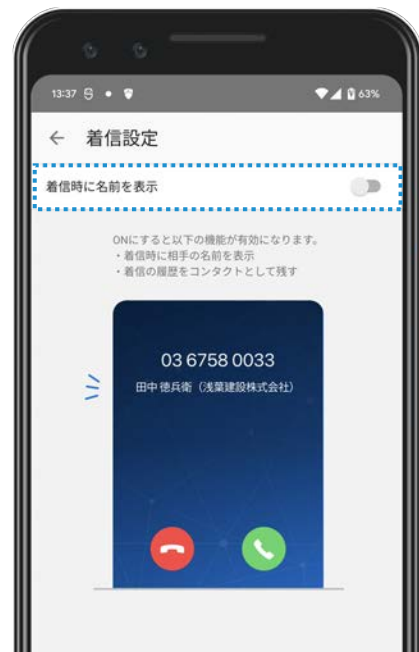 13:37
63%
← 着信設定
着信時に名前を表示
ONにすると以下の機能が有効になります。
・着信時に相手の名前を表示
・着信の履歴をコンタクトとして残す
03 6758 0033
田中 徳兵衛（浅葉建設株式会社）